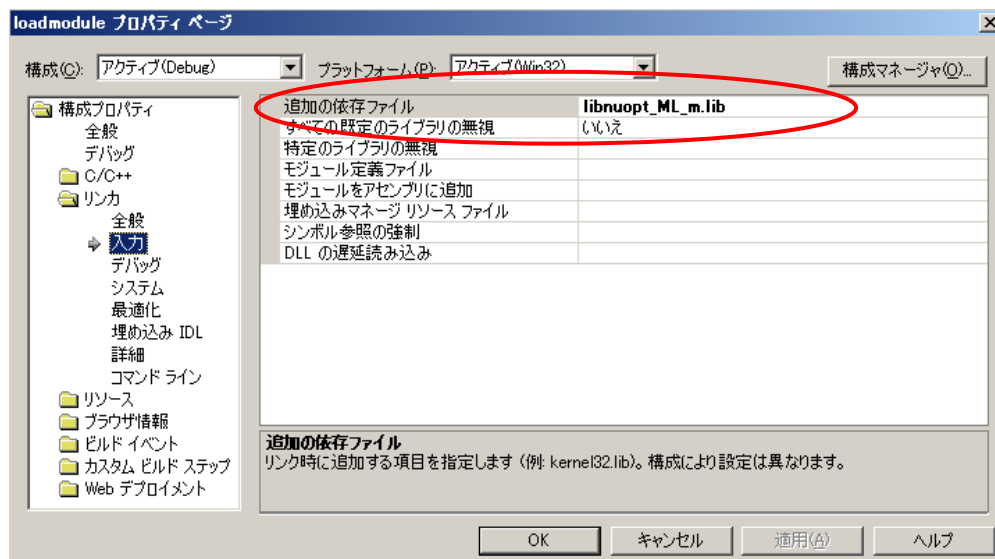 loadmodule プロパティ ページ
構成(C): アクティブ(Debug) プラットフォーム(P): アクティブ(Win32) 構成マネージャ(O)...
構成プロパティ
全般
デバッグ
C/C++
リンカ
全般
入力
デバッグ
システム
最適化
埋め込み IDL
詳細
コマンド ライン
リソース
ブラウザ情報
ビルド イベント
カスタム ビルド ステップ
Web デプロイメント
追加の依存ファイル libnuopt_ML_m.lib
すべての既定のライブラリの無視 いいえ
特定のライブラリの無視
モジュール定義ファイル
モジュールをアセンブリに追加
埋め込みマネージ リソース ファイル
シンボル参照の強制
DLL の遅延読み込み
追加の依存ファイル
リンク時に追加する項目を指定します (例: kernel32.lib)。構成により設定は異なります。
OK キャンセル 適用(A) ヘルプ